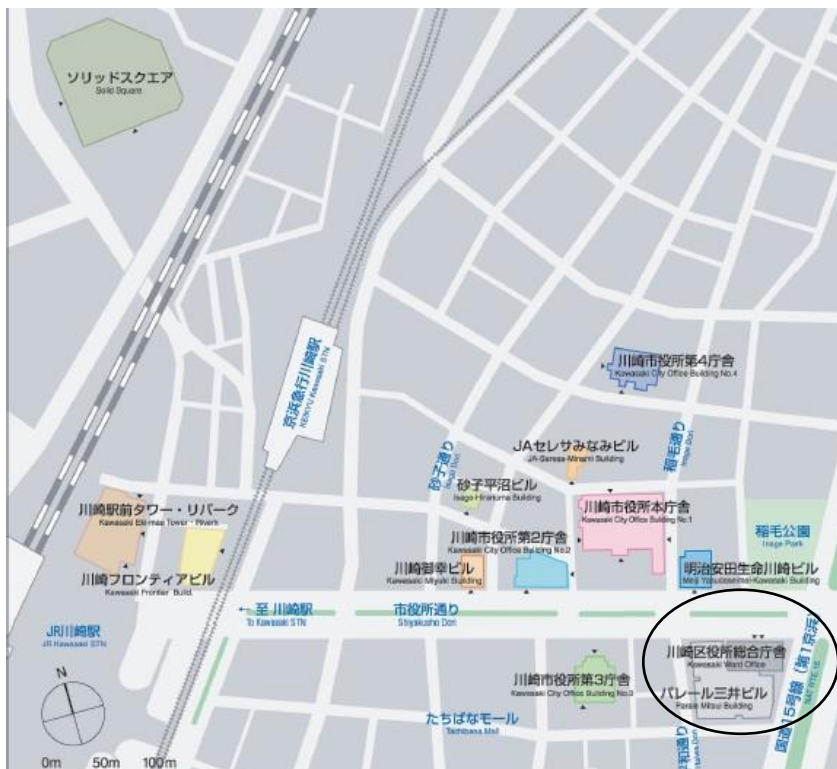 ソリッドスクエア
Solid Square
京浜急行川崎駅
KEIKYU Kawasaki STN
川崎市役所第4庁舎
Kawasaki City Office Building No.4
砂子通り
Isago Dori
JAセレサみなみビル
JA-Seresa-Minami Building
稲毛通り
Inage Dori
砂子平沼ビル
Isago-Hiranuma Building
川崎駅前タワー・リバーク
Kawasaki Eki-mae Tower・Riverk
川崎市役所本庁舎
Kawasaki City Office Building No.1
稲毛公園
Inage Park
川崎市役所第2庁舎
Kawasaki City Office Building No.2
川崎フロンティアビル
Kawasaki Frontier Build.
川崎御幸ビル
Kawasaki Miyuki Building
明治安田生命川崎ビル
Meiji Yasudaseimei-Kawasaki Building
← 至 川崎駅
To Kawasaki STN
市役所通り
Shiyakusho Dori
JR川崎駅
JR Kawasaki STN
川崎区役所総合庁舎
Kawasaki Ward Office
川崎市役所第3庁舎
Kawasaki City Office Building No.3
パレール三井ビル
Parale Mitsui Building
国道15号線(第1京浜)
NAT RTE 15
たちばなモール
Tachibana Mall
和通り
N
0m 50m 100m